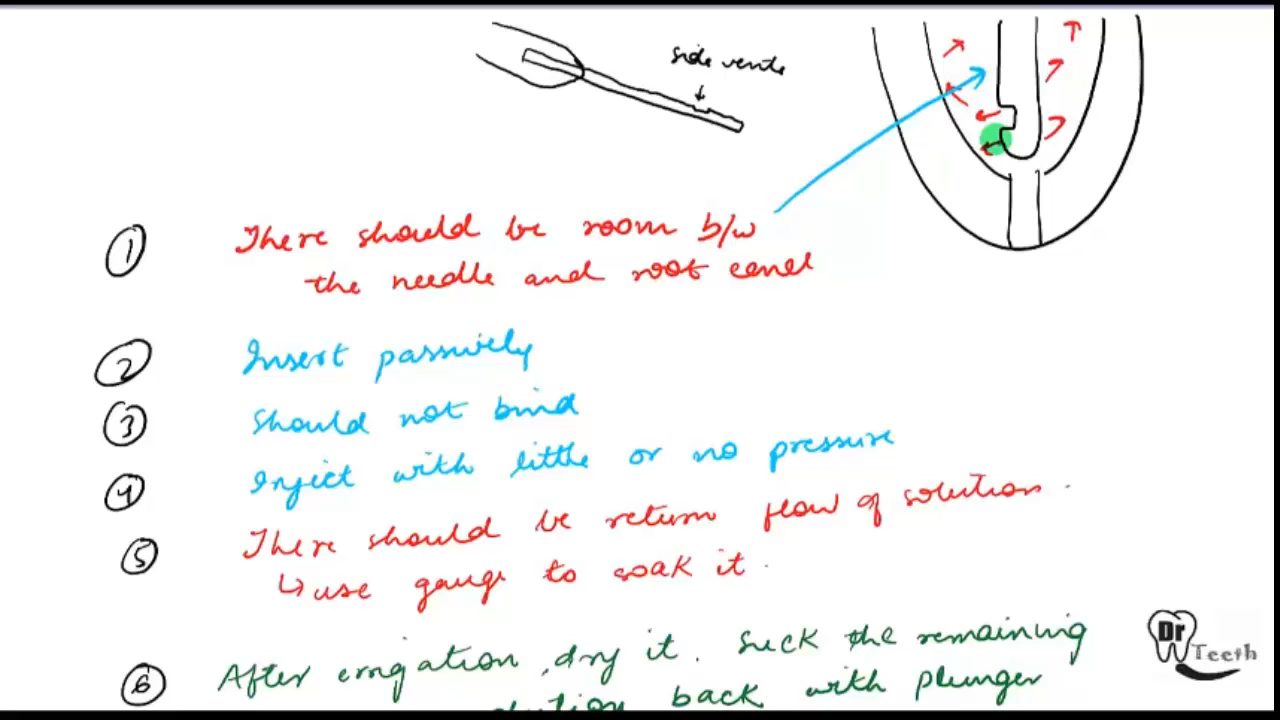 side vents
① There should be room b/w
the needle and root canal
② Insert passively
③ Should not bind
④ Inject with little or no pressure
⑤ There should be return flow of solution.
↳ use gauge to soak it.
⑥ After irrigation, dry it. Suck the remaining
back with plunger
Dr
Teeth